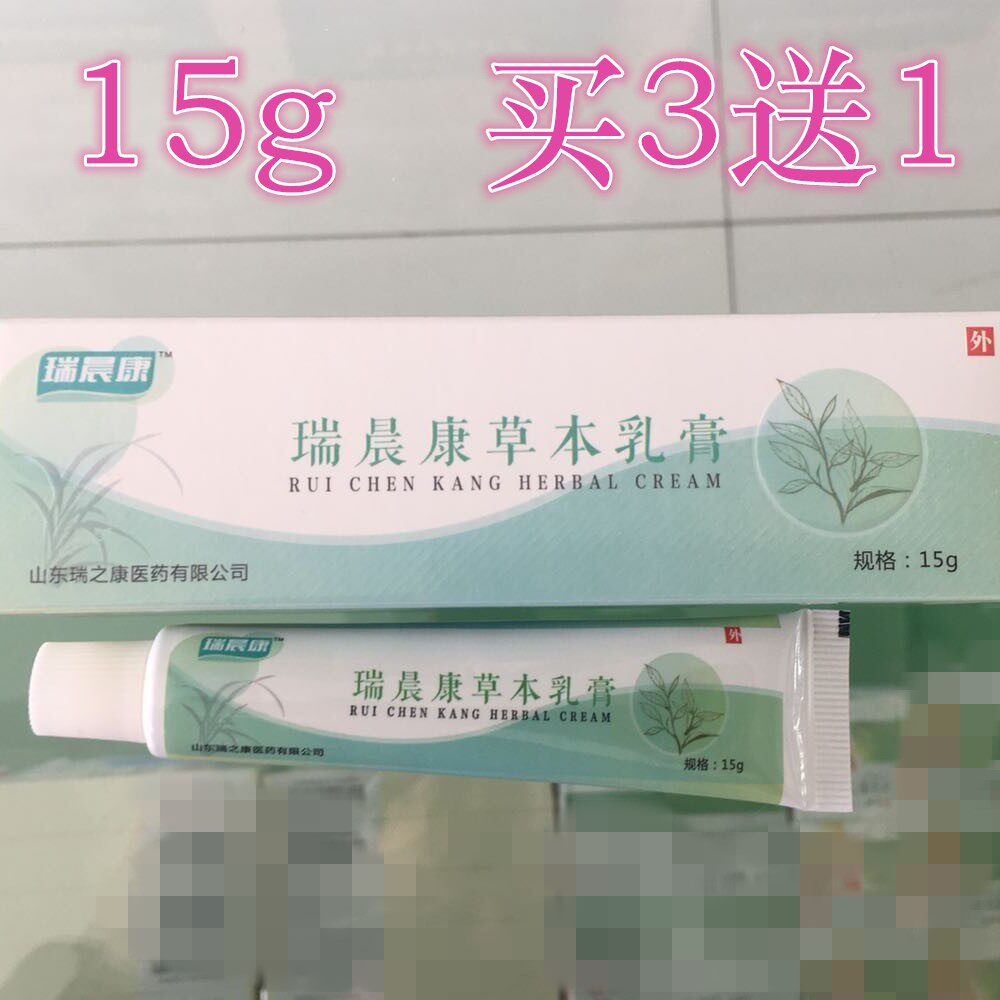 15g 买3送1
瑞晨康™
外
瑞晨康草本乳膏
RUI CHEN KANG HERBAL CREAM
山东瑞之康医药有限公司
规格：15g
瑞晨康™
外
瑞晨康草本乳膏
RUI CHEN KANG HERBAL CREAM
山东瑞之康医药有限公司
规格：15g